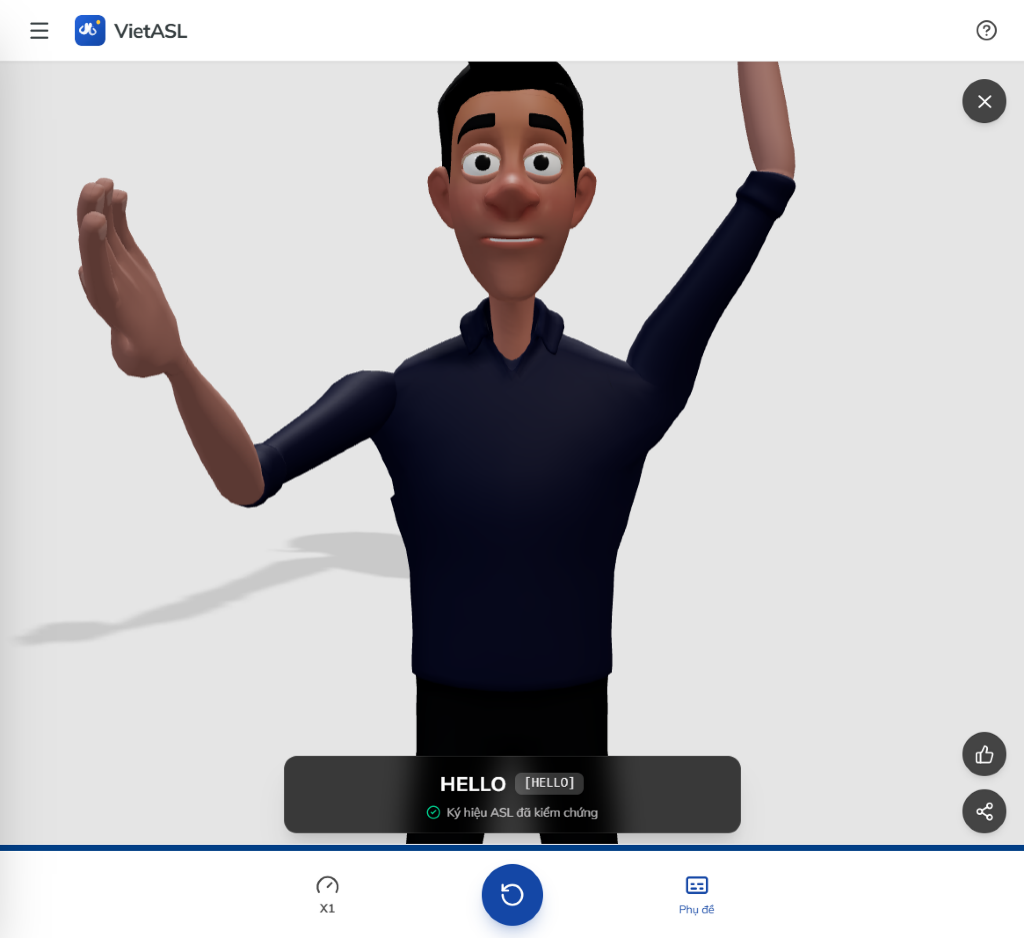 VietASL
HELLO [HELLO]
Ký hiệu ASL đã kiểm chứng
X1
Phụ đề